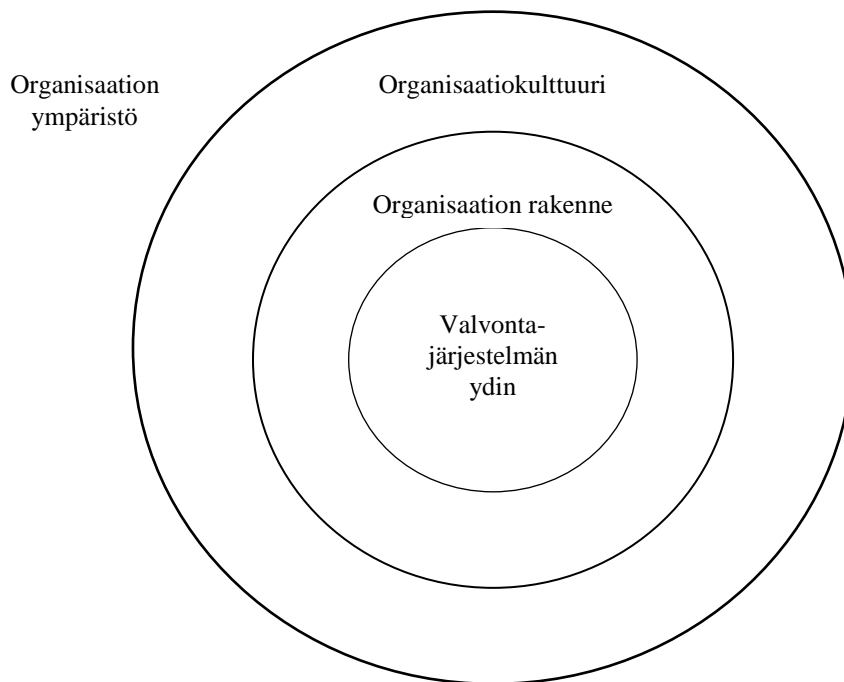 Organisaation
ympäristö
Organisaatiokulttuuri
Organisaation rakenne
Valvonta-
järjestelmän
ydin